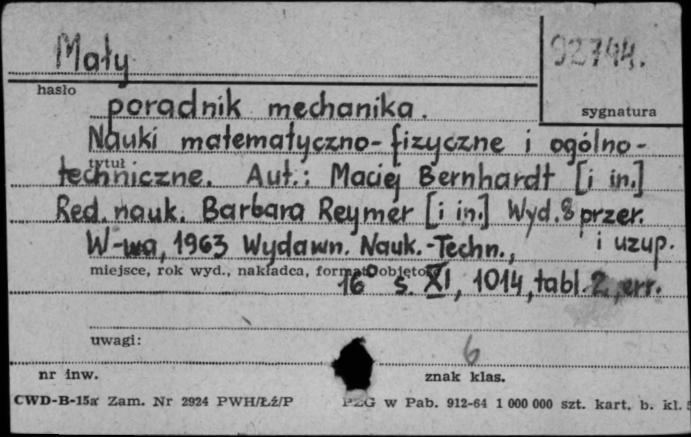 Mały
92744.
hasło
sygnatura
poradnik mechanika.
Nauki matematyczno-fizyczne i ogólno-
tytuł
techniczne. Aut.: Maciej Bernhardt [i in.]
Red. nauk. Barbara Reymer [i in.] Wyd. 8 przer.
W-wa, 1963 Wydawn. Nauk.-Techn., i uzup.
miejsce, rok wyd., nakładca, format, objętość
16° s. XI, 1014, tabl. 2, err.
uwagi:
6
nr inw.
znak klas.
CWD-B-15a Zam. Nr 2924 PWH/Łź/P PZG w Pab. 912-64 1 000 000 szt. kart. b. kl.